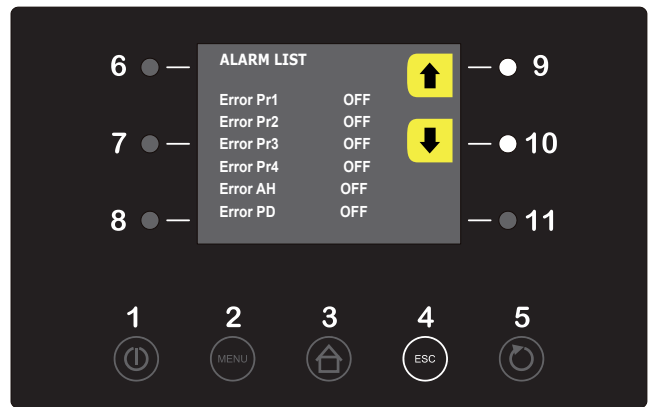 ALARM LIST
6 9
Error Pr1 OFF
Error Pr2 OFF
7 Error Pr3 OFF 10
Error Pr4 OFF
Error AH OFF
8 Error PD OFF 11
1 2 3 4 5
MENU ESC